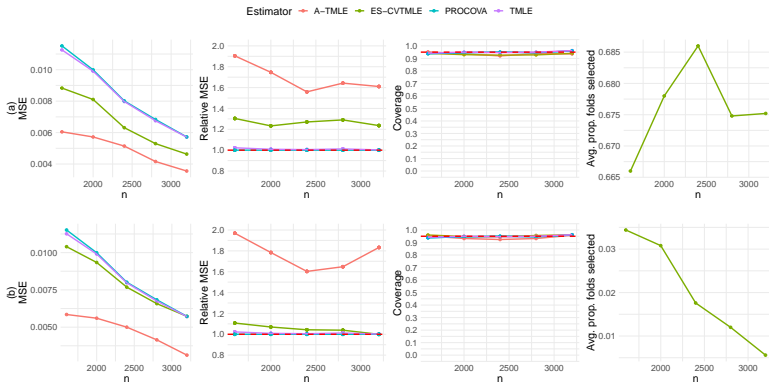 Estimator A−TMLE ES−CVTMLE PROCOVA TMLE
(a)
MSE
0.010
0.008
0.006
0.004
2000 2500 3000
n
Relative MSE
2.0
1.8
1.6
1.4
1.2
1.0
0.8
2000 2500 3000
n
Coverage
1.0
0.9
0.8
0.7
0.6
0.5
0.4
0.3
0.2
0.1
0.0
2000 2500 3000
n
Avg. prop. folds selected
0.685
0.680
0.675
0.670
0.665
2000 2500 3000
n
(b)
MSE
0.0100
0.0075
0.0050
2000 2500 3000
n
Relative MSE
2.0
1.8
1.6
1.4
1.2
1.0
0.8
2000 2500 3000
n
Coverage
1.0
0.9
0.8
0.7
0.6
0.5
0.4
0.3
0.2
0.1
0.0
2000 2500 3000
n
Avg. prop. folds selected
0.03
0.02
0.01
2000 2500 3000
n